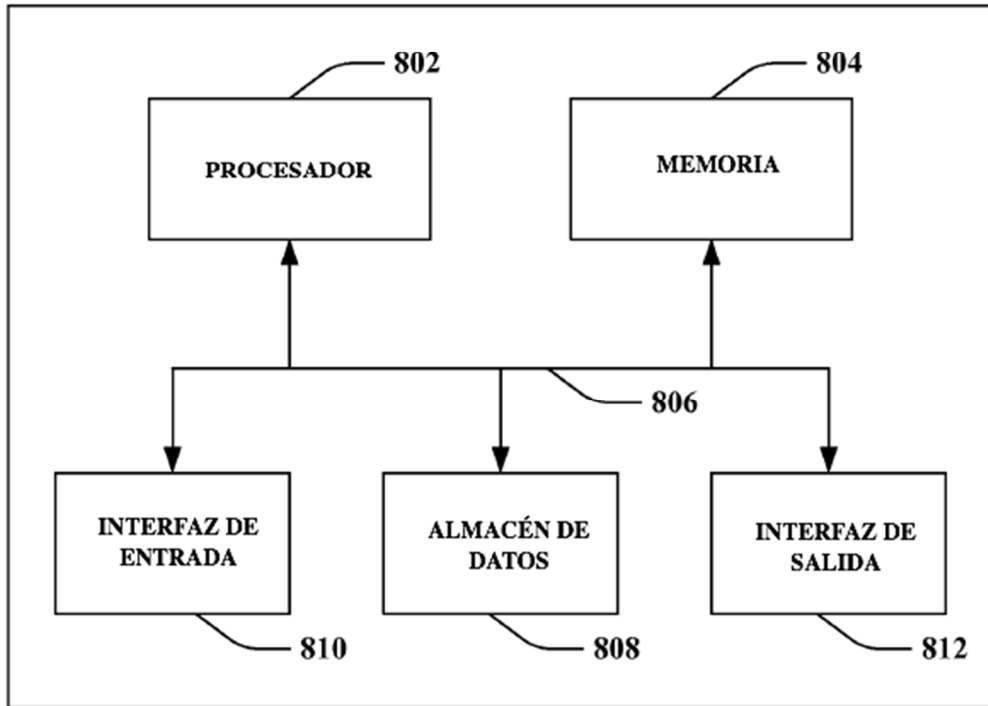 802
804
PROCESADOR
MEMORIA
806
INTERFAZ DE
ENTRADA
ALMACÉN DE
DATOS
INTERFAZ DE
SALIDA
810
808
812